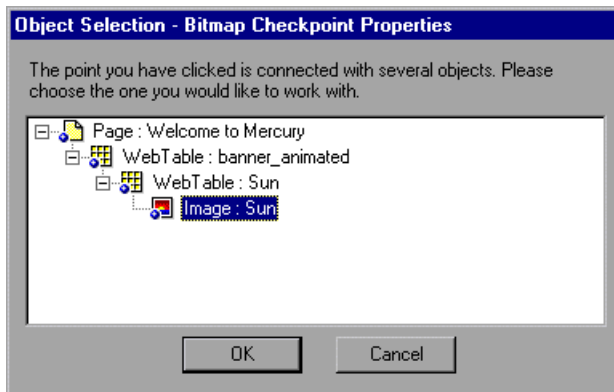 Object Selection - Bitmap Checkpoint Properties
The point you have clicked is connected with several objects. Please
choose the one you would like to work with.
Page : Welcome to Mercury
WebTable : banner_animated
WebTable : Sun
Image : Sun
OK Cancel